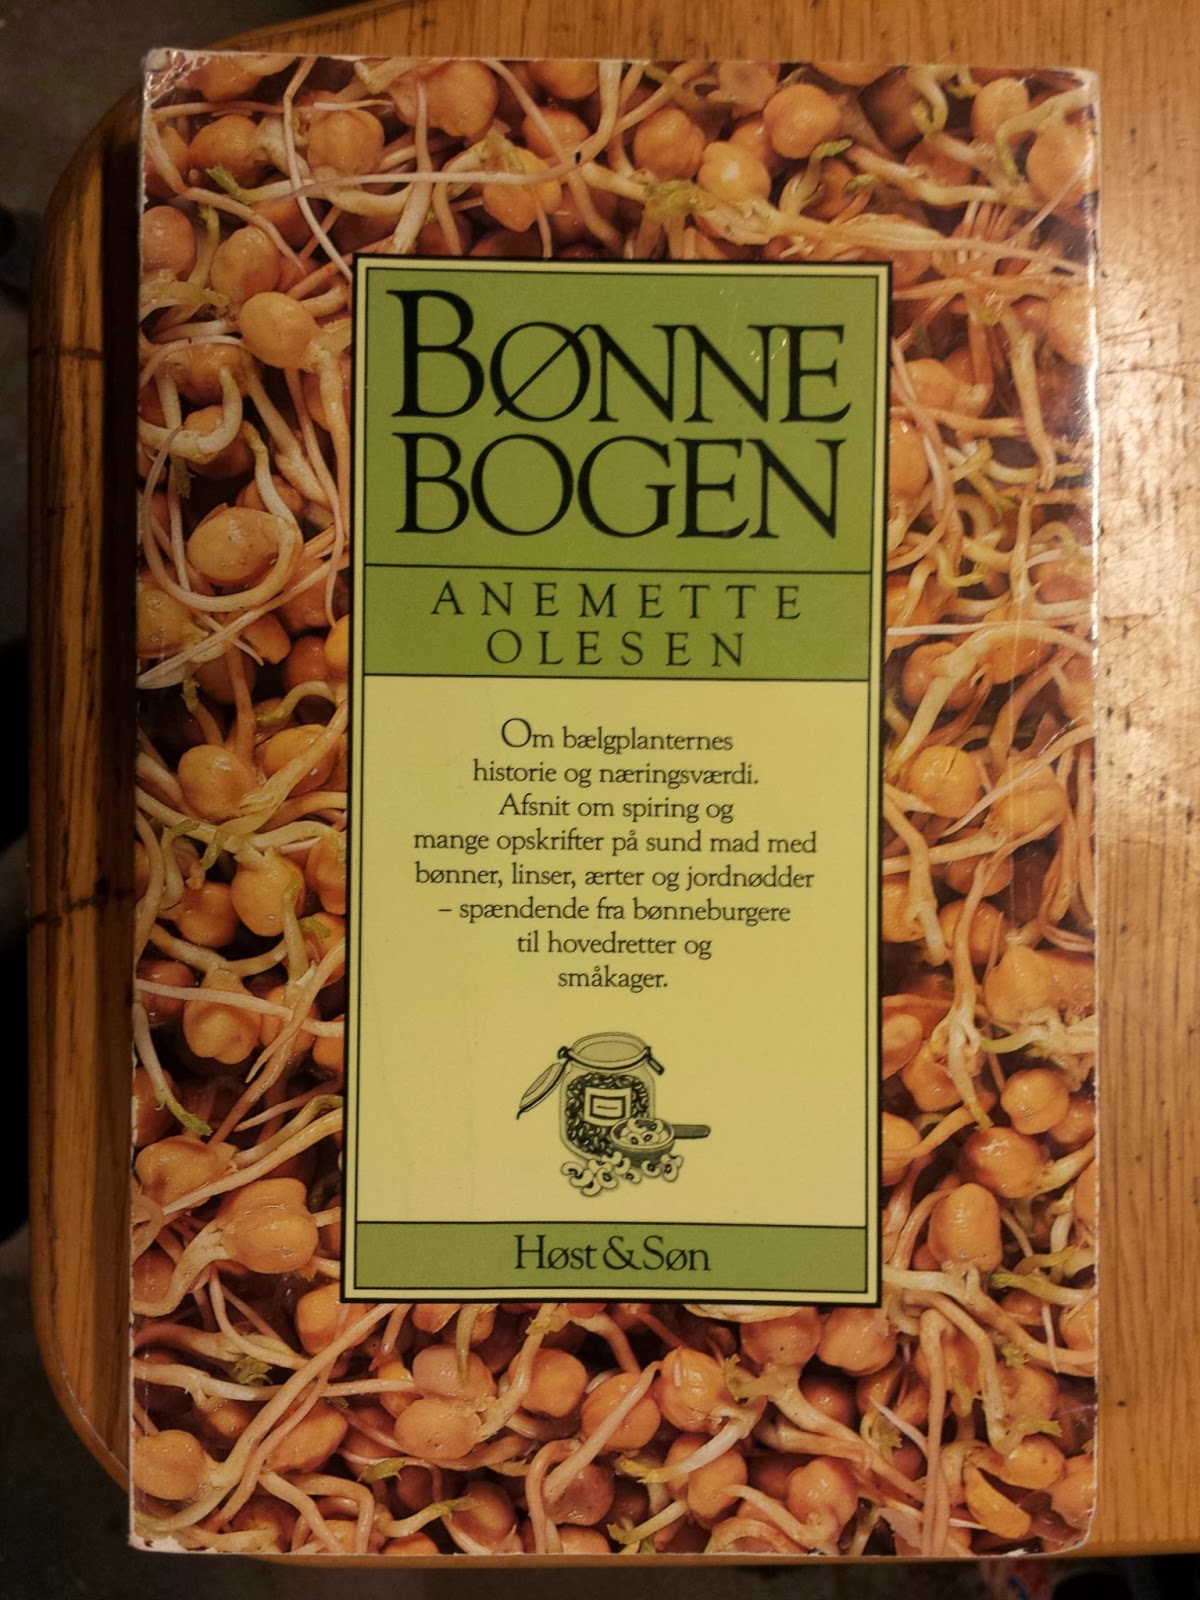 BØNNE
BOGEN
ANEMETTE
OLESEN
Om bælgplanternes
historie og næringsværdi.
Afsnit om spiring og
mange opskrifter på sund mad med
bønner, linser, ærter og jordnødder
– spændende fra bønneburgere
til hovedretter og
småkager.
Høst & Søn